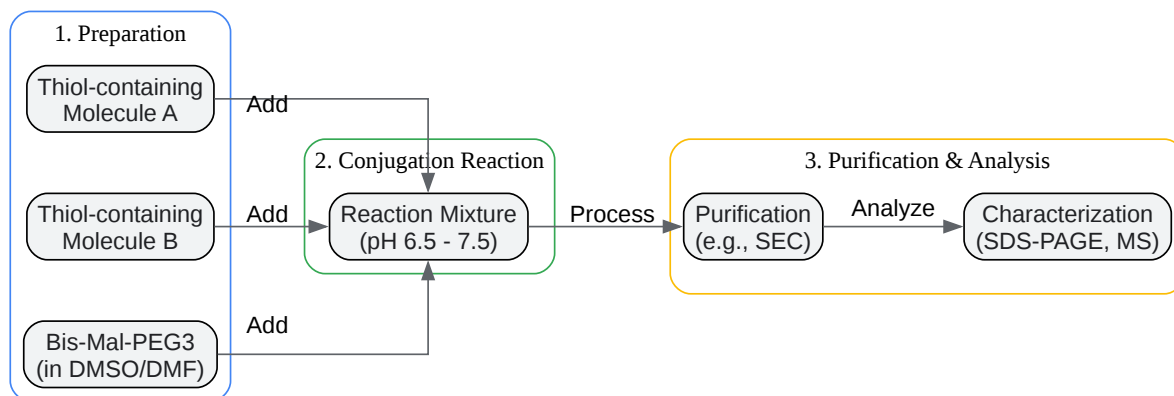 1. Preparation
Thiol-containing
Molecule A
Add
Thiol-containing
Molecule B
Add
Bis-Mal-PEG3
(in DMSO/DMF)
Add
2. Conjugation Reaction
Reaction Mixture
(pH 6.5 - 7.5)
Process
3. Purification & Analysis
Purification
(e.g., SEC)
Analyze
Characterization
(SDS-PAGE, MS)